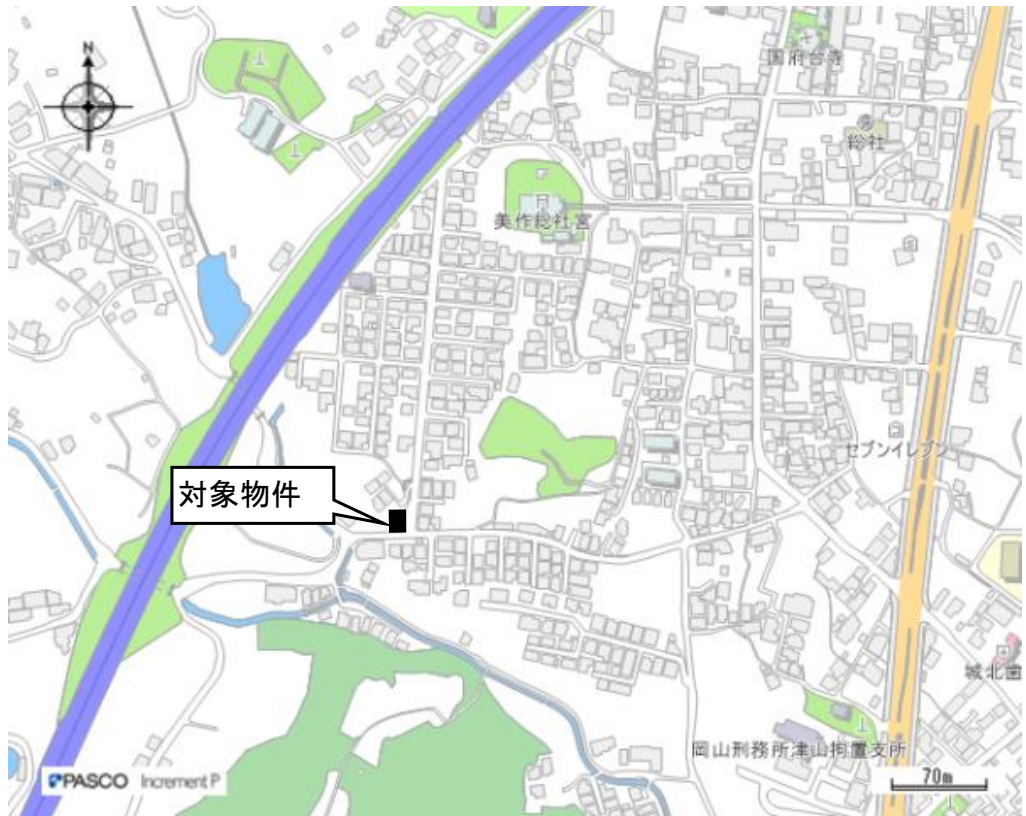 N
国府台寺
総社
美作総社宮
セブンイレブン
対象物件
城北歯
岡山刑務所津山拘置支所
PASCO Increment P
70m